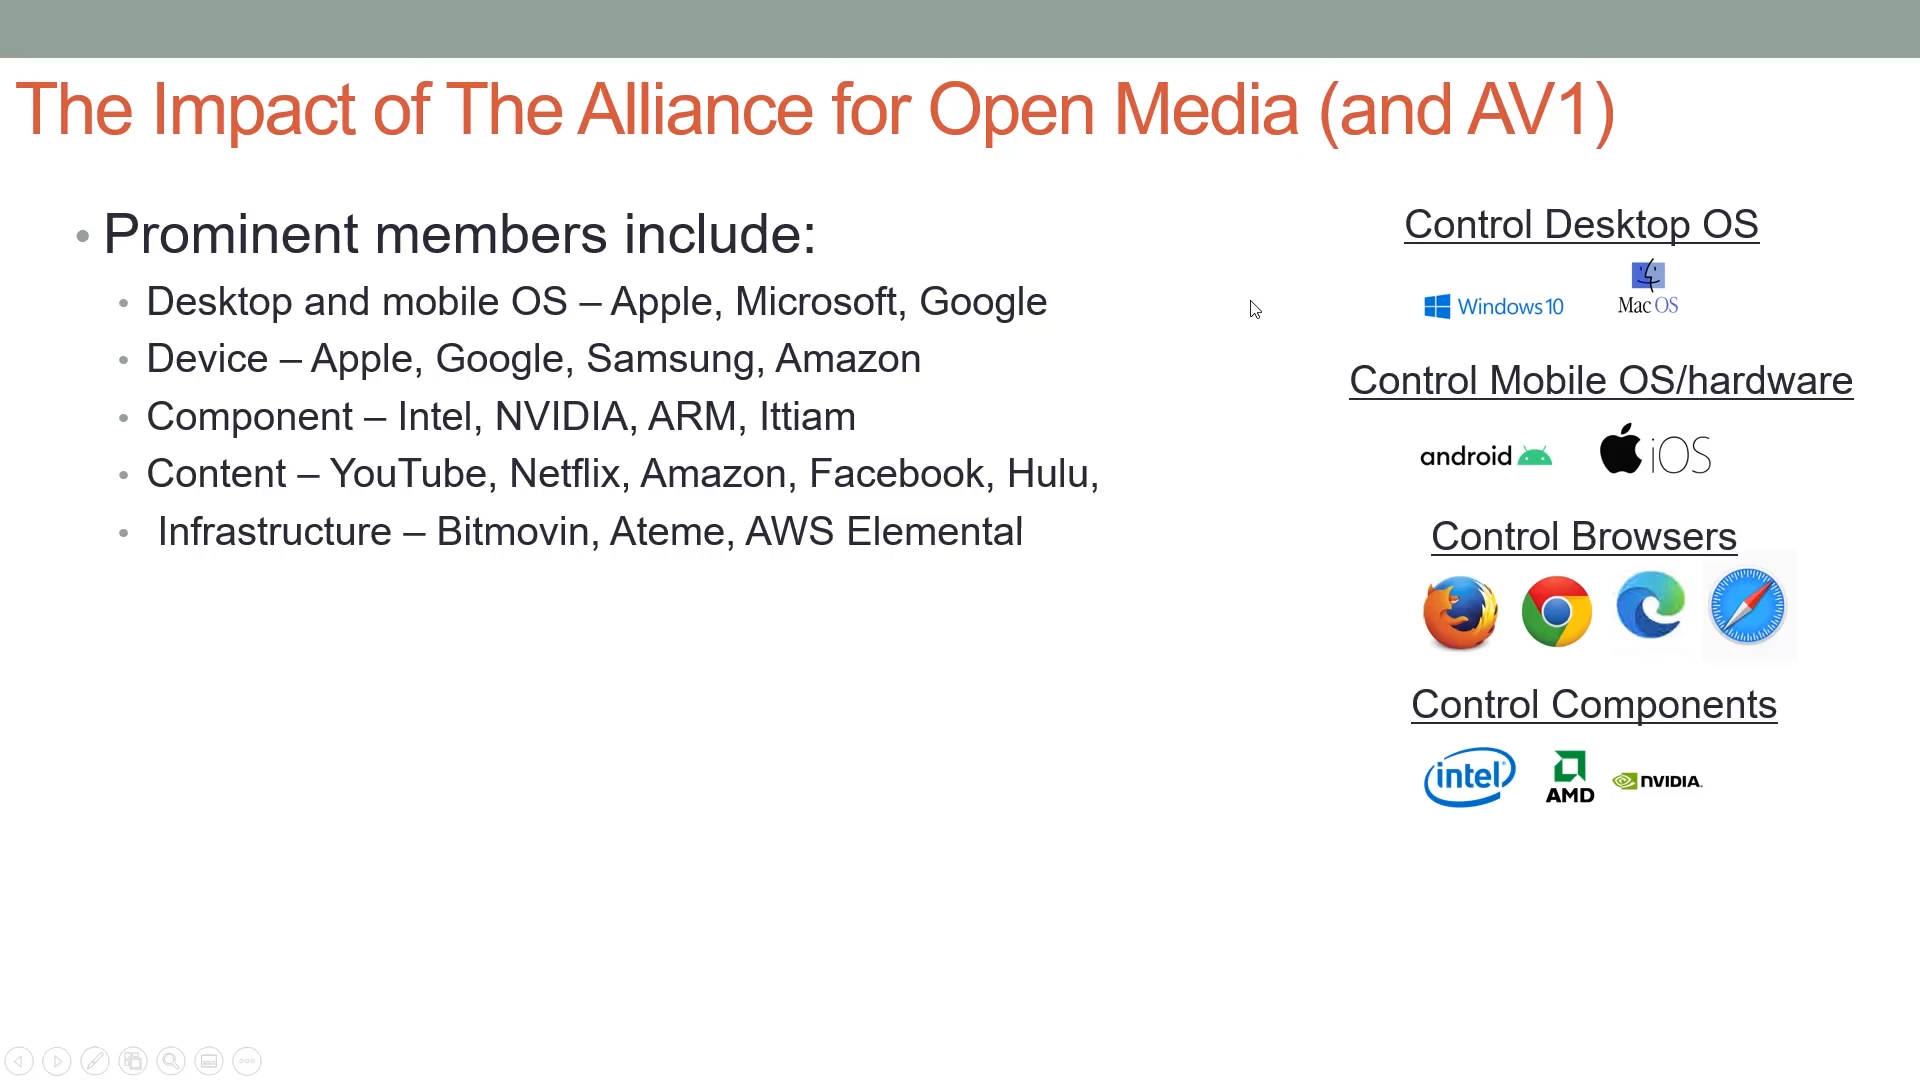 The Impact of The Alliance for Open Media (and AV1)
• Prominent members include:
• Desktop and mobile OS – Apple, Microsoft, Google
• Device – Apple, Google, Samsung, Amazon
• Component – Intel, NVIDIA, ARM, Ittiam
• Content – YouTube, Netflix, Amazon, Facebook, Hulu,
• Infrastructure – Bitmovin, Ateme, AWS Elemental
Control Desktop OS
Windows 10
Mac OS
Control Mobile OS/hardware
android
iOS
Control Browsers
Control Components
intel
AMD
NVIDIA.